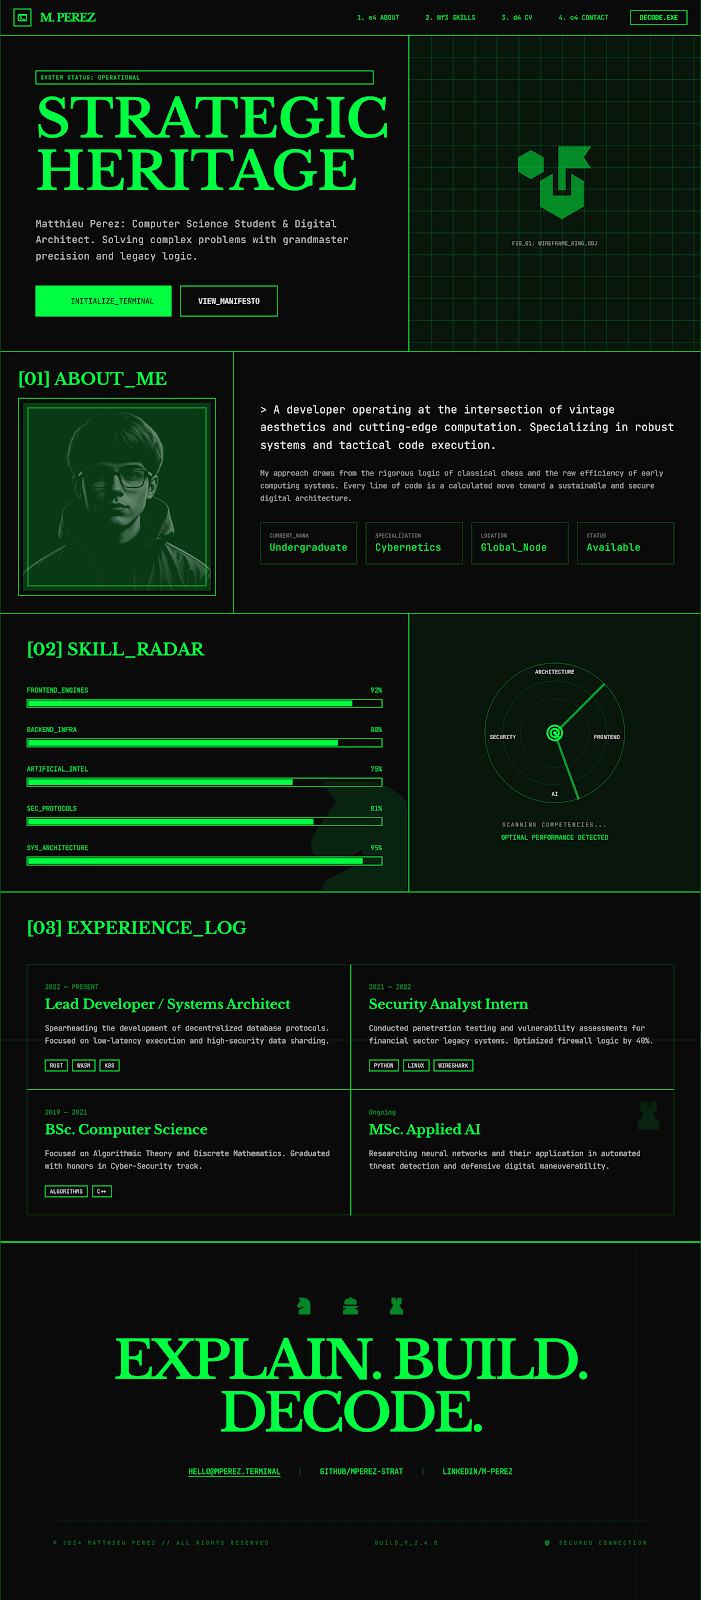 M. PEREZ
1. e4 ABOUT
2. Nf3 SKILLS
3. d4 CV
4. c4 CONTACT
DECODE.EXE
SYSTEM STATUS: OPERATIONAL
STRATEGIC
HERITAGE
Matthieu Perez: Computer Science Student & Digital
Architect. Solving complex problems with grandmaster
precision and legacy logic.
INITIALIZE_TERMINAL
VIEW_MANIFESTO
FIG_01: WIREFRAME_KING.OBJ
[01] ABOUT_ME
> A developer operating at the intersection of vintage
aesthetics and cutting-edge computation. Specializing in robust
systems and tactical code execution.
My approach draws from the rigorous logic of classical chess and the raw efficiency of early
computing systems. Every line of code is a calculated move toward a sustainable and secure
digital architecture.
CURRENT_RANK
Undergraduate
SPECIALIZATION
Cybernetics
LOCATION
Global_Node
STATUS
Available
[02] SKILL_RADAR
FRONTEND_ENGINES 92%
BACKEND_INFRA 88%
ARTIFICIAL_INTEL 75%
SEC_PROTOCOLS 81%
SYS_ARCHITECTURE 95%
ARCHITECTURE
SECURITY
FRONTEND
AI
SCANNING COMPETENCIES...
OPTIMAL PERFORMANCE DETECTED
[03] EXPERIENCE_LOG
2022 — PRESENT
Lead Developer / Systems Architect
Spearheading the development of decentralized database protocols.
Focused on low-latency execution and high-security data sharding.
RUST
WASM
K8S
2021 — 2022
Security Analyst Intern
Conducted penetration testing and vulnerability assessments for
financial sector legacy systems. Optimized firewall logic by 40%.
PYTHON
LINUX
WIRESHARK
2019 — 2021
BSc. Computer Science
Focused on Algorithmic Theory and Discrete Mathematics. Graduated
with honors in Cyber-Security track.
ALGORITHMS
C++
Ongoing
MSc. Applied AI
Researching neural networks and their application in automated
threat detection and defensive digital maneuverability.
EXPLAIN. BUILD.
DECODE.
HELLO@MPEREZ.TERMINAL
|
GITHUB/MPEREZ-STRAT
|
LINKEDIN/M-PEREZ
© 2024 MATTHIEU PEREZ // ALL RIGHTS RESERVED
BUILD_V_2.4.0
SECURED CONNECTION